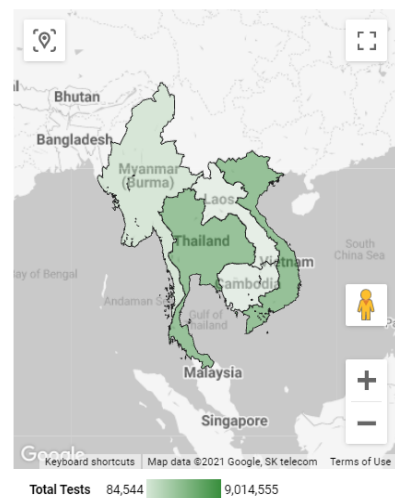 Bhutan
Bangladesh
Myanmar
(Burma)
Laos
Thailand
Vietnam
Cambodia
South
China Sea
Bay of Bengal
Andaman Sea
Gulf of
Thailand
Malaysia
Singapore
Google
Keyboard shortcuts Map data ©2021 Google, SK telecom Terms of Use
Total Tests 84,544 9,014,555